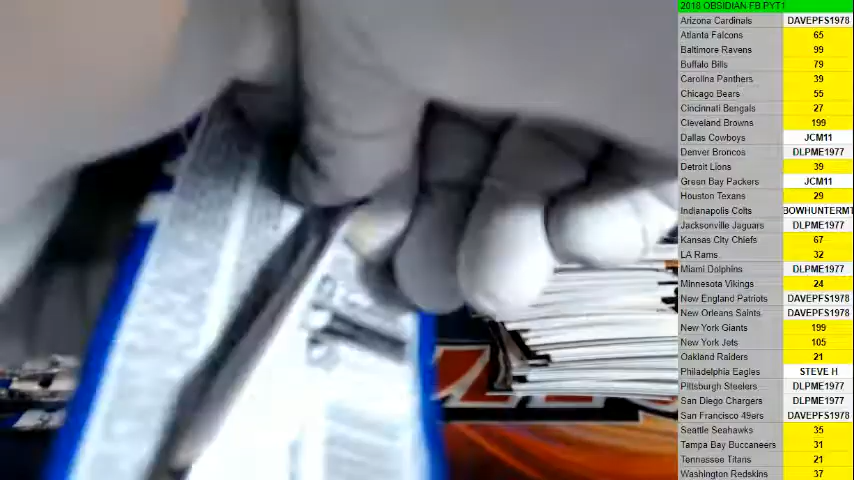 2018 OBSIDIAN FB PYT1
Arizona Cardinals DAVEPFS1978
Atlanta Falcons 65
Baltimore Ravens 99
Buffalo Bills 79
Carolina Panthers 39
Chicago Bears 55
Cincinnati Bengals 27
Cleveland Browns 199
Dallas Cowboys JCM11
Denver Broncos DLPME1977
Detroit Lions 39
Green Bay Packers JCM11
Houston Texans 29
Indianapolis Colts BOWHUNTERMT
Jacksonville Jaguars DLPME1977
Kansas City Chiefs 67
LA Rams 32
Miami Dolphins DLPME1977
Minnesota Vikings 24
New England Patriots DAVEPFS1978
New Orleans Saints DAVEPFS1978
New York Giants 199
New York Jets 105
Oakland Raiders 21
Philadelphia Eagles STEVE H
Pittsburgh Steelers DLPME1977
San Diego Chargers DLPME1977
San Francisco 49ers DAVEPFS1978
Seattle Seahawks 35
Tampa Bay Buccaneers 31
Tennessee Titans 21
Washington Redskins 37